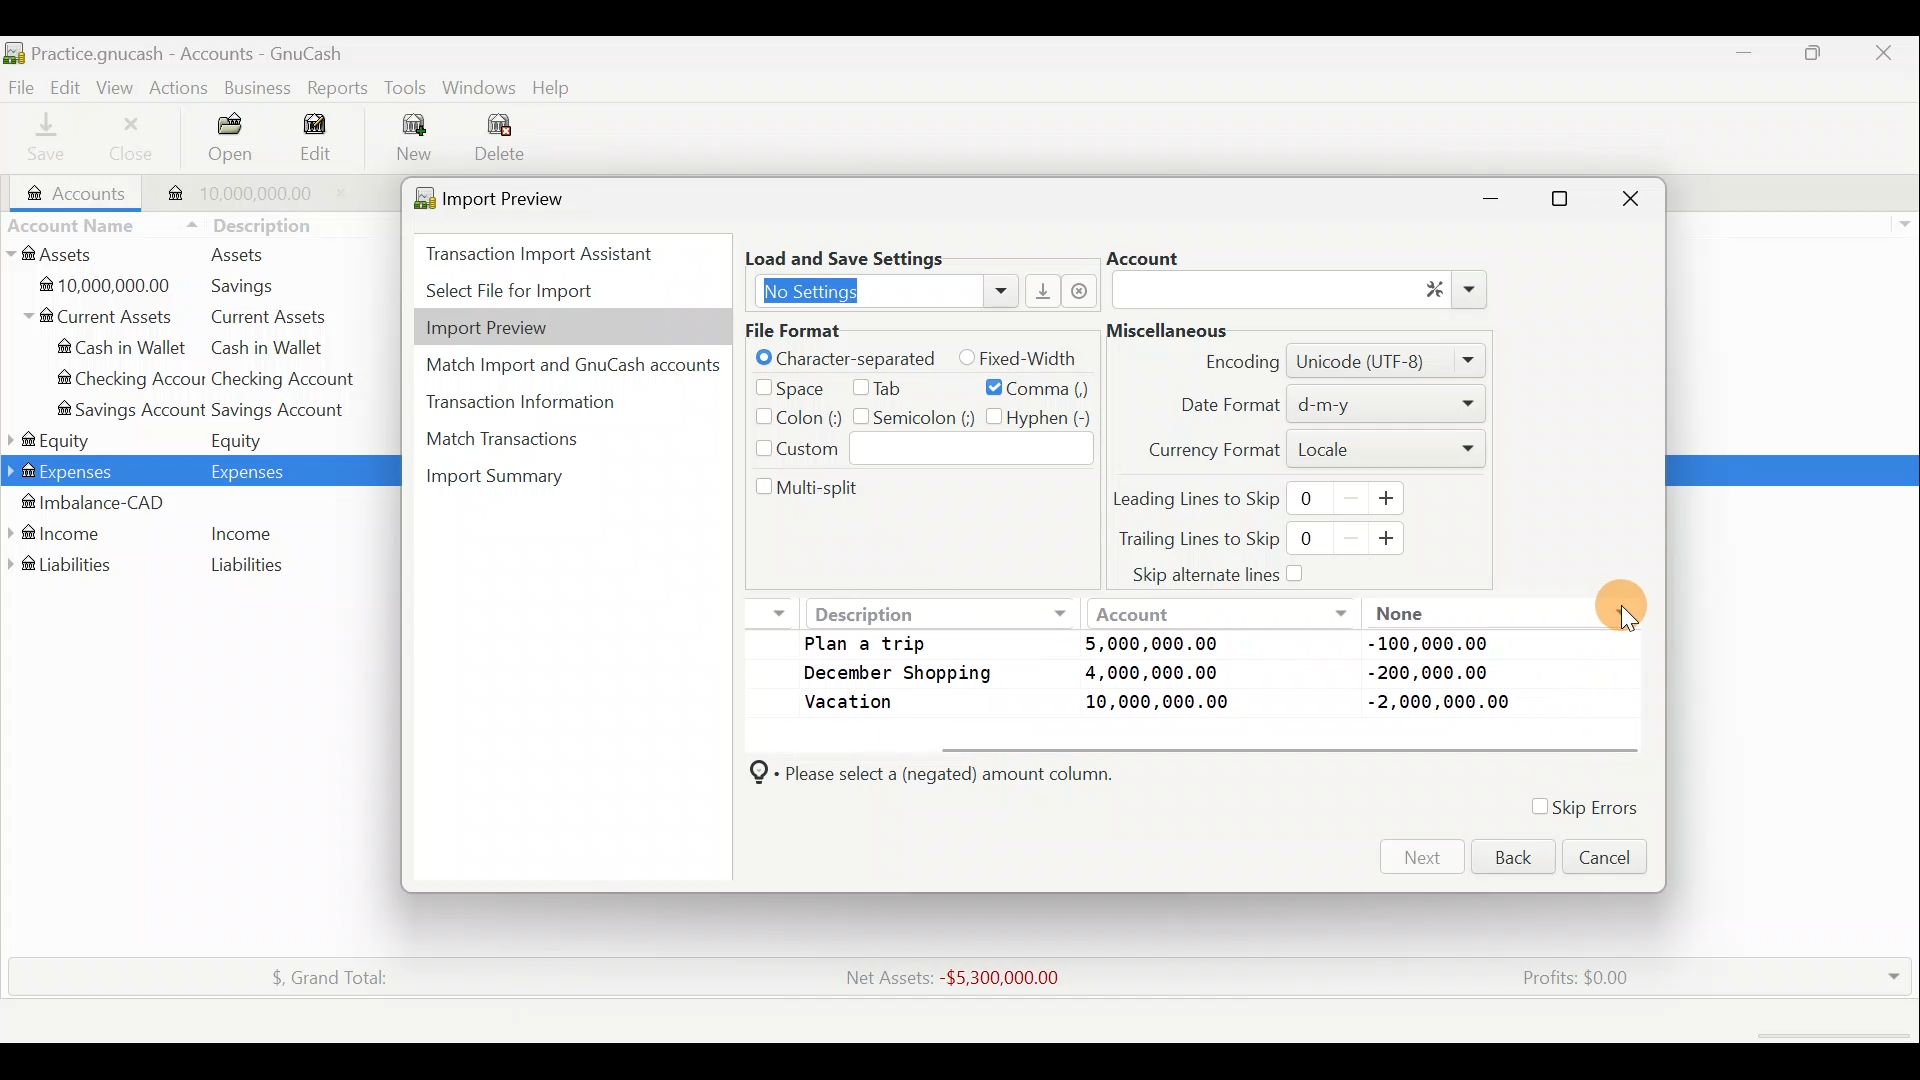 Practice.gnucash - Accounts - GnuCash
File Edit View Actions Business Reports Tools Windows Help
Save Close Open Edit New Delete
Accounts 10,000,000.00
Account Name Description
Assets Assets
10,000,000.00 Savings
Current Assets Current Assets
Cash in Wallet Cash in Wallet
Checking Accour Checking Account
Savings Account Savings Account
Equity Equity
Expenses Expenses
Imbalance-CAD
Income Income
Liabilities Liabilities
Import Preview
Transaction Import Assistant
Select File for Import
Import Preview
Match Import and GnuCash accounts
Transaction Information
Match Transactions
Import Summary
Load and Save Settings
No Settings
Account
File Format
Character-separated Fixed-Width
Space Tab Comma (,)
Colon (:) Semicolon (;) Hyphen (-)
Custom
Multi-split
Miscellaneous
Encoding Unicode (UTF-8)
Date Format d-m-y
Currency Format Locale
Leading Lines to Skip 0
Trailing Lines to Skip 0
Skip alternate lines
Description Account None
Plan a trip 5,000,000.00 -100,000.00
December Shopping 4,000,000.00 -200,000.00
Vacation 10,000,000.00 -2,000,000.00
• Please select a (negated) amount column.
Skip Errors
Next Back Cancel
$, Grand Total: Net Assets: -$5,300,000.00 Profits: $0.00